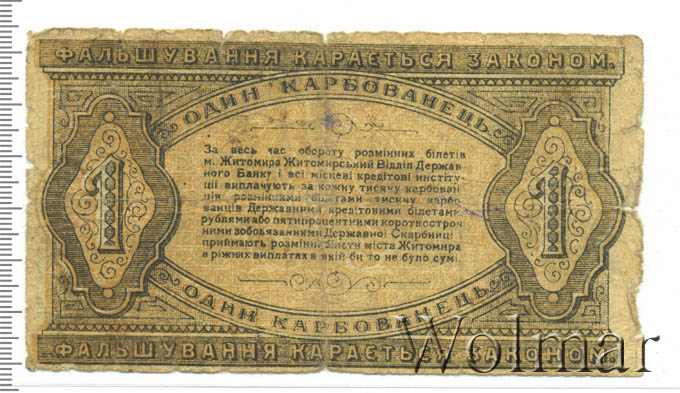 ФАЛЬШУВАННЯ КАРАЄТЬСЯ ЗАКОНОМ.
ОДИН КАРБОВАНЕЦЬ
За весь час обороту розмінних білетів
м. Житомира Житомирський Відділ Держав-
ного Банку і всі місцеві кредітові інститу-
ції виплачують за кожну тисячу карбован-
ців розмінними білетами тисячу карбо-
ванців Державними кредітовими білетами,
рублями або пятипроцентними короткостроч-
ними зобовязаннями Державної Скарбниці і
приймають розмінні білети міста Житомира
в ріжних виплатах в якій би то не було сумі.
1
1
ОДИН КАРБОВАНЕЦЬ
ФАЛЬШУВАННЯ КАРАЄТЬСЯ ЗАКОНОМ.
Wolmar